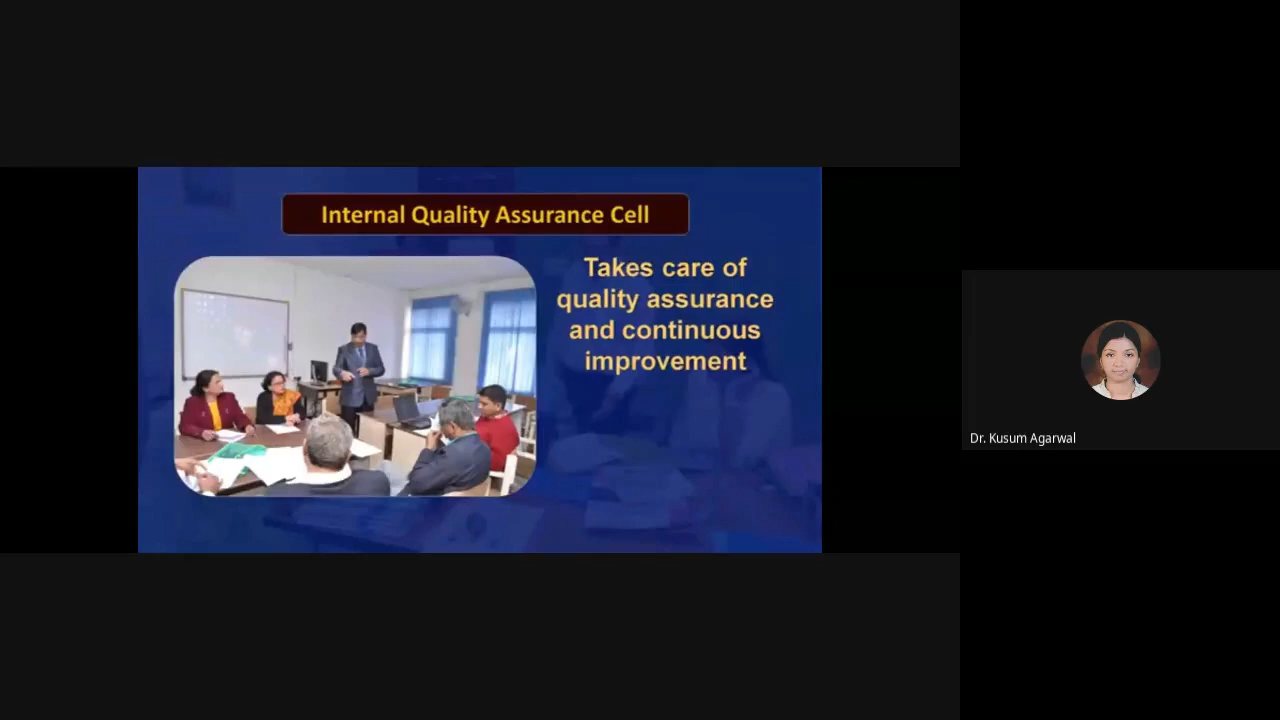 Internal Quality Assurance Cell
Takes care of
quality assurance
and continuous
improvement
Dr. Kusum Agarwal